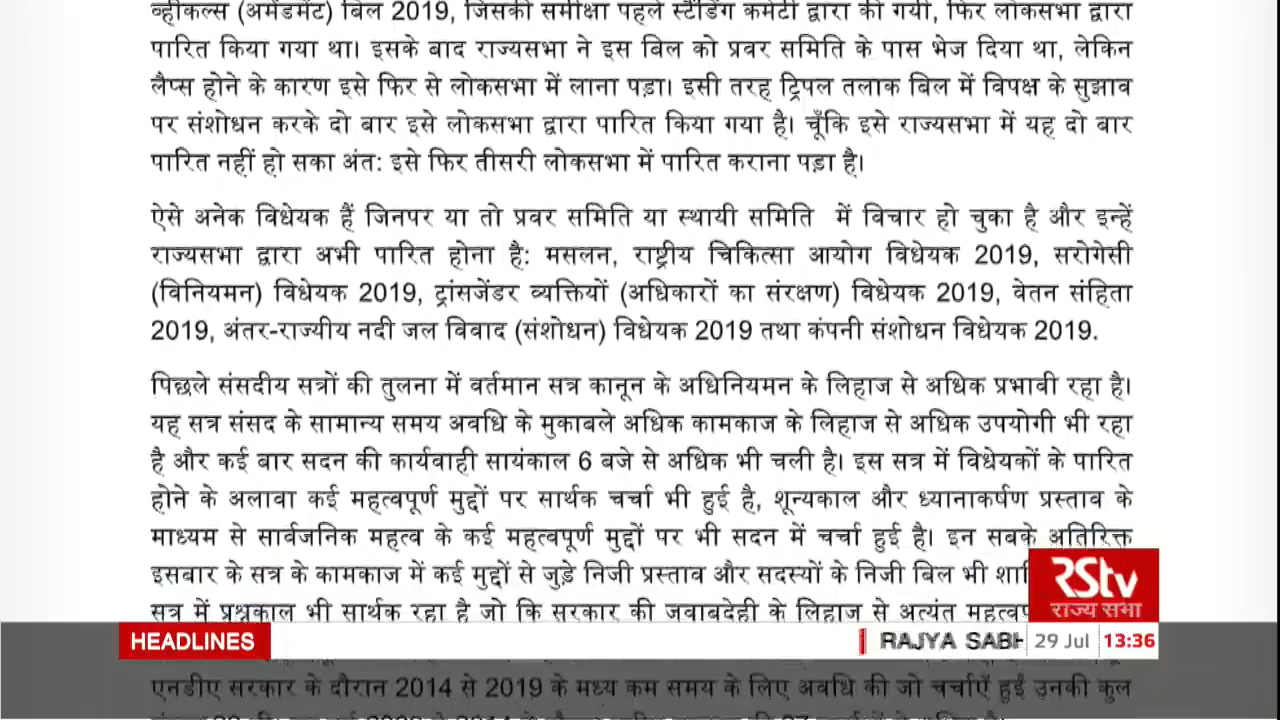 व्हीकल्स (अमेंडमेंट) बिल 2019, जिसकी समीक्षा पहले स्टैंडिंग कमेटी द्वारा की गयी, फिर लोकसभा द्वारा
पारित किया गया था। इसके बाद राज्यसभा ने इस बिल को प्रवर समिति के पास भेज दिया था, लेकिन
लैप्स होने के कारण इसे फिर से लोकसभा में लाना पड़ा। इसी तरह ट्रिपल तलाक बिल में विपक्ष के सुझाव
पर संशोधन करके दो बार इसे लोकसभा द्वारा पारित किया गया है। चूँकि इसे राज्यसभा में यह दो बार
पारित नहीं हो सका अंत: इसे फिर तीसरी लोकसभा में पारित कराना पड़ा है।
ऐसे अनेक विधेयक हैं जिनपर या तो प्रवर समिति या स्थायी समिति में विचार हो चुका है और इन्हें
राज्यसभा द्वारा अभी पारित होना है: मसलन, राष्ट्रीय चिकित्सा आयोग विधेयक 2019, सरोगेसी
(विनियमन) विधेयक 2019, ट्रांसजेंडर व्यक्तियों (अधिकारों का संरक्षण) विधेयक 2019, वेतन संहिता
2019, अंतर-राज्यीय नदी जल विवाद (संशोधन) विधेयक 2019 तथा कंपनी संशोधन विधेयक 2019.
पिछले संसदीय सत्रों की तुलना में वर्तमान सत्र कानून के अधिनियमन के लिहाज से अधिक प्रभावी रहा है।
यह सत्र संसद के सामान्य समय अवधि के मुकाबले अधिक कामकाज के लिहाज से अधिक उपयोगी भी रहा
है और कई बार सदन की कार्यवाही सायंकाल 6 बजे से अधिक भी चली है। इस सत्र में विधेयकों के पारित
होने के अलावा कई महत्वपूर्ण मुद्दों पर सार्थक चर्चा भी हुई है, शून्यकाल और ध्यानाकर्षण प्रस्ताव के
माध्यम से सार्वजनिक महत्व के कई महत्वपूर्ण मुद्दों पर भी सदन में चर्चा हुई है। इन सबके अतिरिक्त
इसबार के सत्र के कामकाज में कई मुद्दों से जुड़े निजी प्रस्ताव और सदस्यों के निजी बिल भी
सत्र में प्रश्नकाल भी सार्थक रहा है जो कि सरकार की जवाबदेही के लिहाज से अत्यंत
RStv
राज्य सभा
HEADLINES
RAJYA SABH 29 Jul 13:36
एनडीए सरकार के दौरान 2014 से 2019 के मध्य कम समय के लिए अवधि की जो चर्चाएँ हुईं उनकी कुल